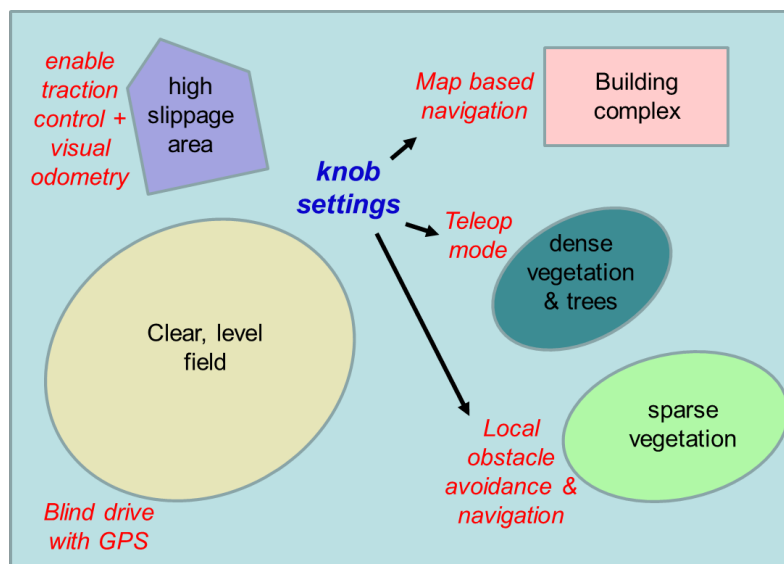 enable
traction
control +
visual
odometry
high
slippage
area
Map based
navigation
Building
complex
knob
settings
Teleop
mode
dense
vegetation
& trees
Clear, level
field
sparse
vegetation
Local
obstacle
avoidance &
navigation
Blind drive
with GPS